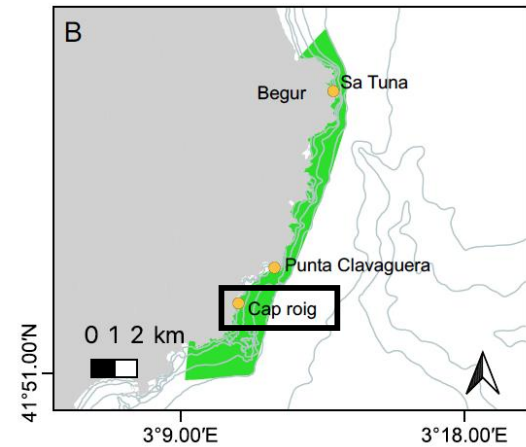 B
Sa Tuna
Begur
Punta Clavaguera
Cap roig
0 1 2 km
41°51.00'N
3°9.00'E
3°18.00'E